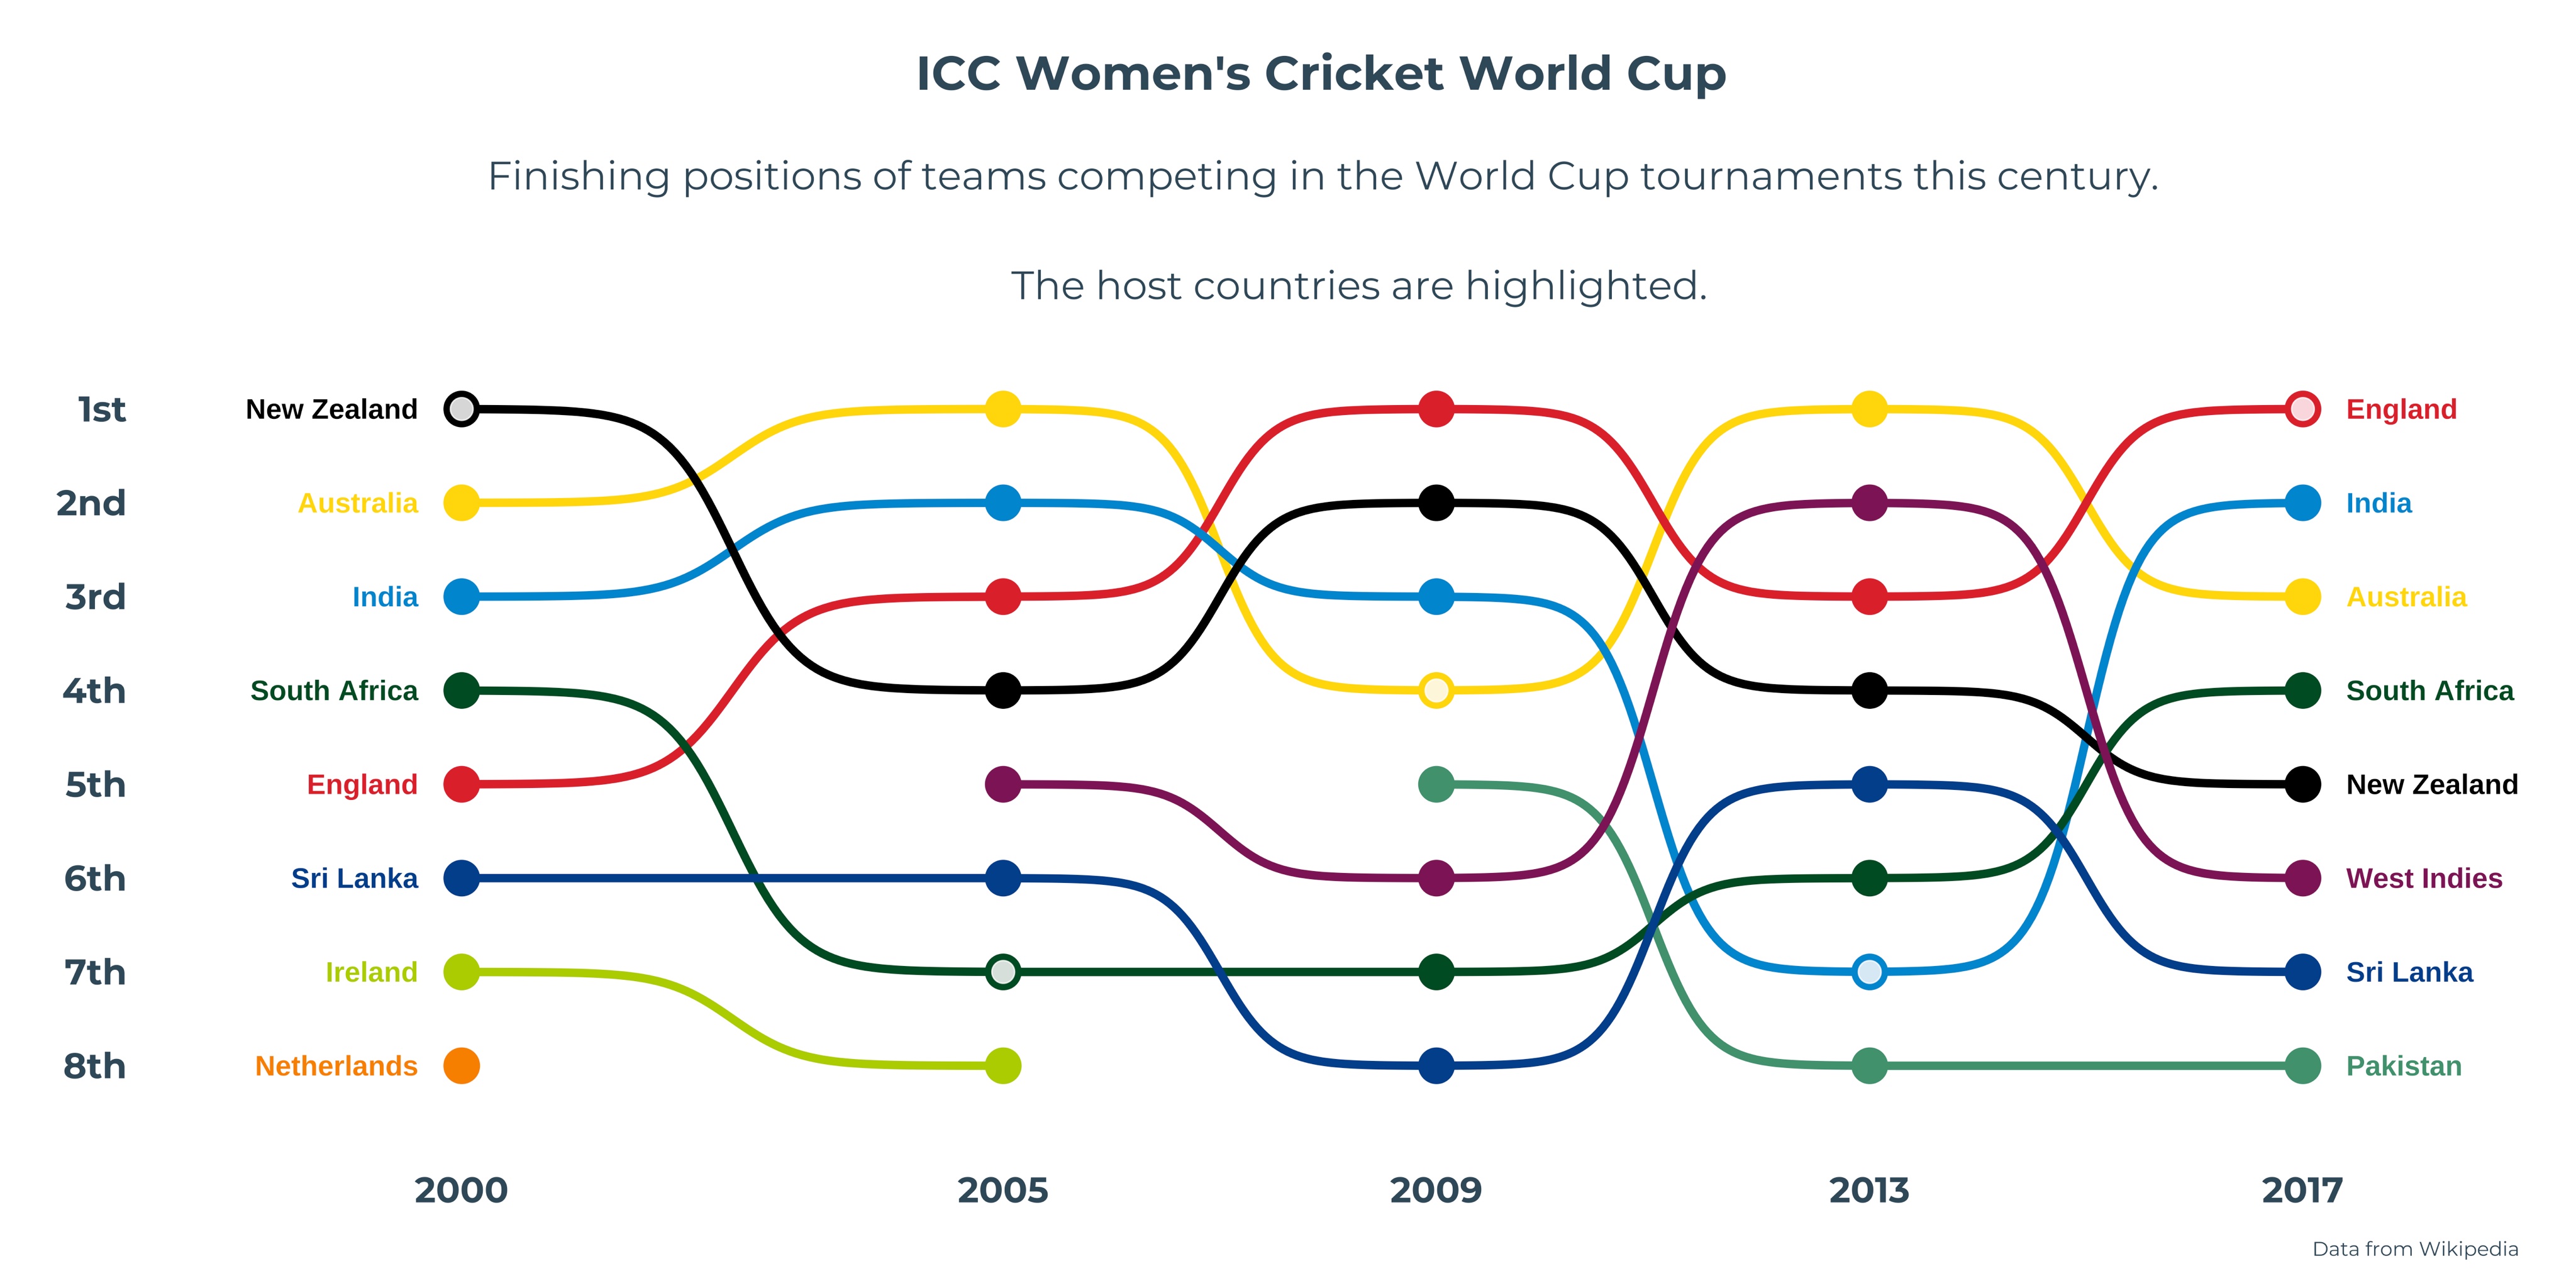 ICC Women's Cricket World Cup
Finishing positions of teams competing in the World Cup tournaments this century.
The host countries are highlighted.
1st New Zealand England
2nd Australia India
3rd India Australia
4th South Africa South Africa
5th England New Zealand
6th Sri Lanka West Indies
7th Ireland Sri Lanka
8th Netherlands Pakistan
2000 2005 2009 2013 2017
Data from Wikipedia